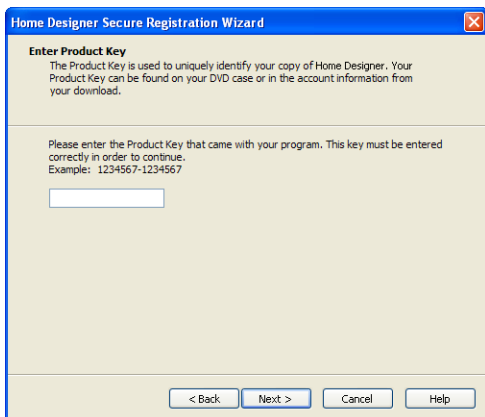 Home Designer Secure Registration Wizard
Enter Product Key
The Product Key is used to uniquely identify your copy of Home Designer. Your
Product Key can be found on your DVD case or in the account information from
your download.
Please enter the Product Key that came with your program. This key must be entered
correctly in order to continue.
Example: 1234567-1234567
< Back Next > Cancel Help